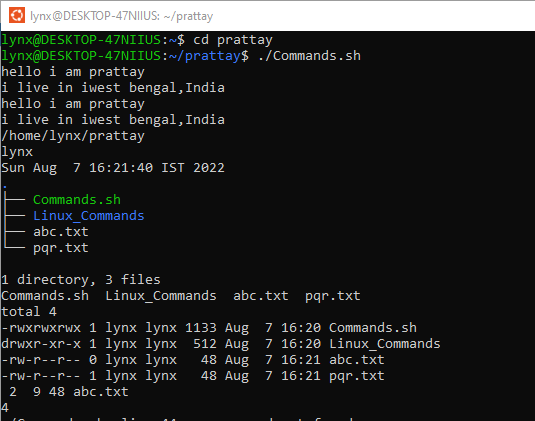 lynx@DESKTOP-47NIIUS: ~/prattay
lynx@DESKTOP-47NIIUS:~$ cd prattay
lynx@DESKTOP-47NIIUS:~/prattay$ ./Commands.sh
hello i am prattay
i live in iwest bengal,India
hello i am prattay
i live in iwest bengal,India
/home/lynx/prattay
lynx
Sun Aug  7 16:21:40 IST 2022
.
├── Commands.sh
├── Linux_Commands
├── abc.txt
└── pqr.txt
1 directory, 3 files
Commands.sh  Linux_Commands  abc.txt  pqr.txt
total 4
-rwxrwxrwx 1 lynx lynx 1133 Aug  7 16:20 Commands.sh
drwxr-xr-x 1 lynx lynx  512 Aug  7 16:20 Linux_Commands
-rw-r--r-- 0 lynx lynx   48 Aug  7 16:21 abc.txt
-rw-r--r-- 1 lynx lynx   48 Aug  7 16:21 pqr.txt
 2  9 48 abc.txt
4